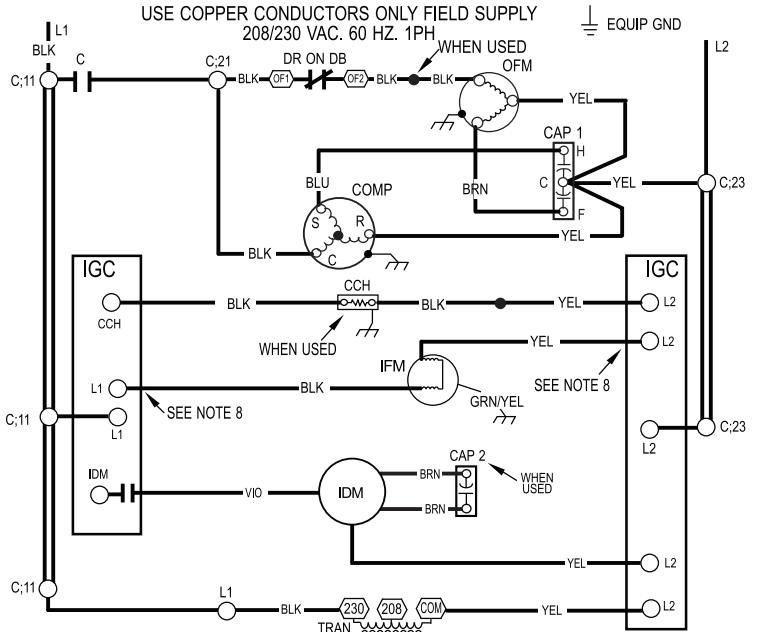 USE COPPER CONDUCTORS ONLY FIELD SUPPLY
208/230 VAC. 60 HZ. 1PH
EQUIP GND
L1
BLK
L2
C;11
C
C;21
BLK
OF1
DR ON DB
OF2
BLK
WHEN USED
BLK
OFM
YEL
CAP 1
H
C
F
YEL
C;23
BRN
BLU
COMP
S
R
C
YEL
BLK
IGC
IGC
CCH
BLK
CCH
BLK
YEL
L2
WHEN USED
YEL
L2
IFM
SEE NOTE 8
L1
BLK
GRN/YEL
SEE NOTE 8
C;11
L1
L2
C;23
IDM
VIO
IDM
BRN
BRN
CAP 2
WHEN
USED
YEL
L2
C;11
L1
BLK
230
208
COM
YEL
L2
TRAN